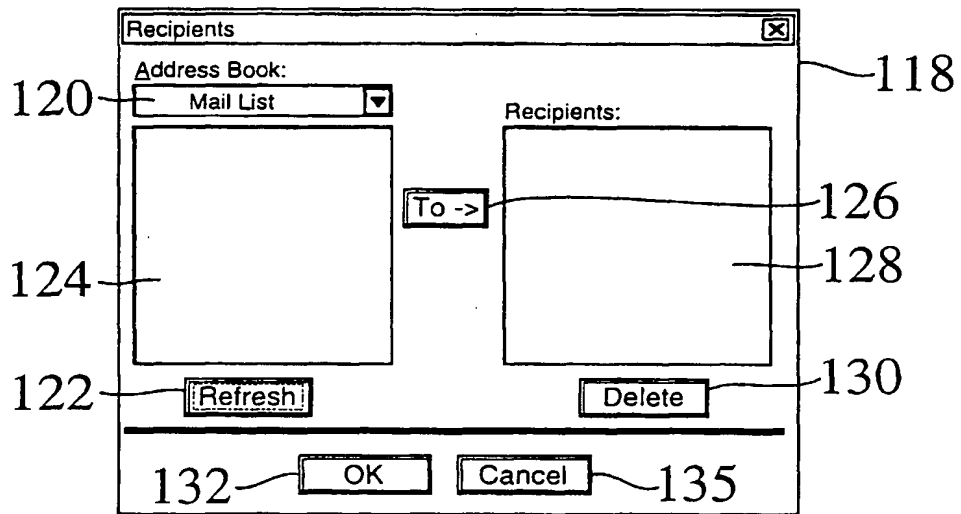 Recipients
118
Address Book:
120
Mail List
Recipients:
To ->
126
124
128
122
Refresh
Delete
130
132
OK
Cancel
135